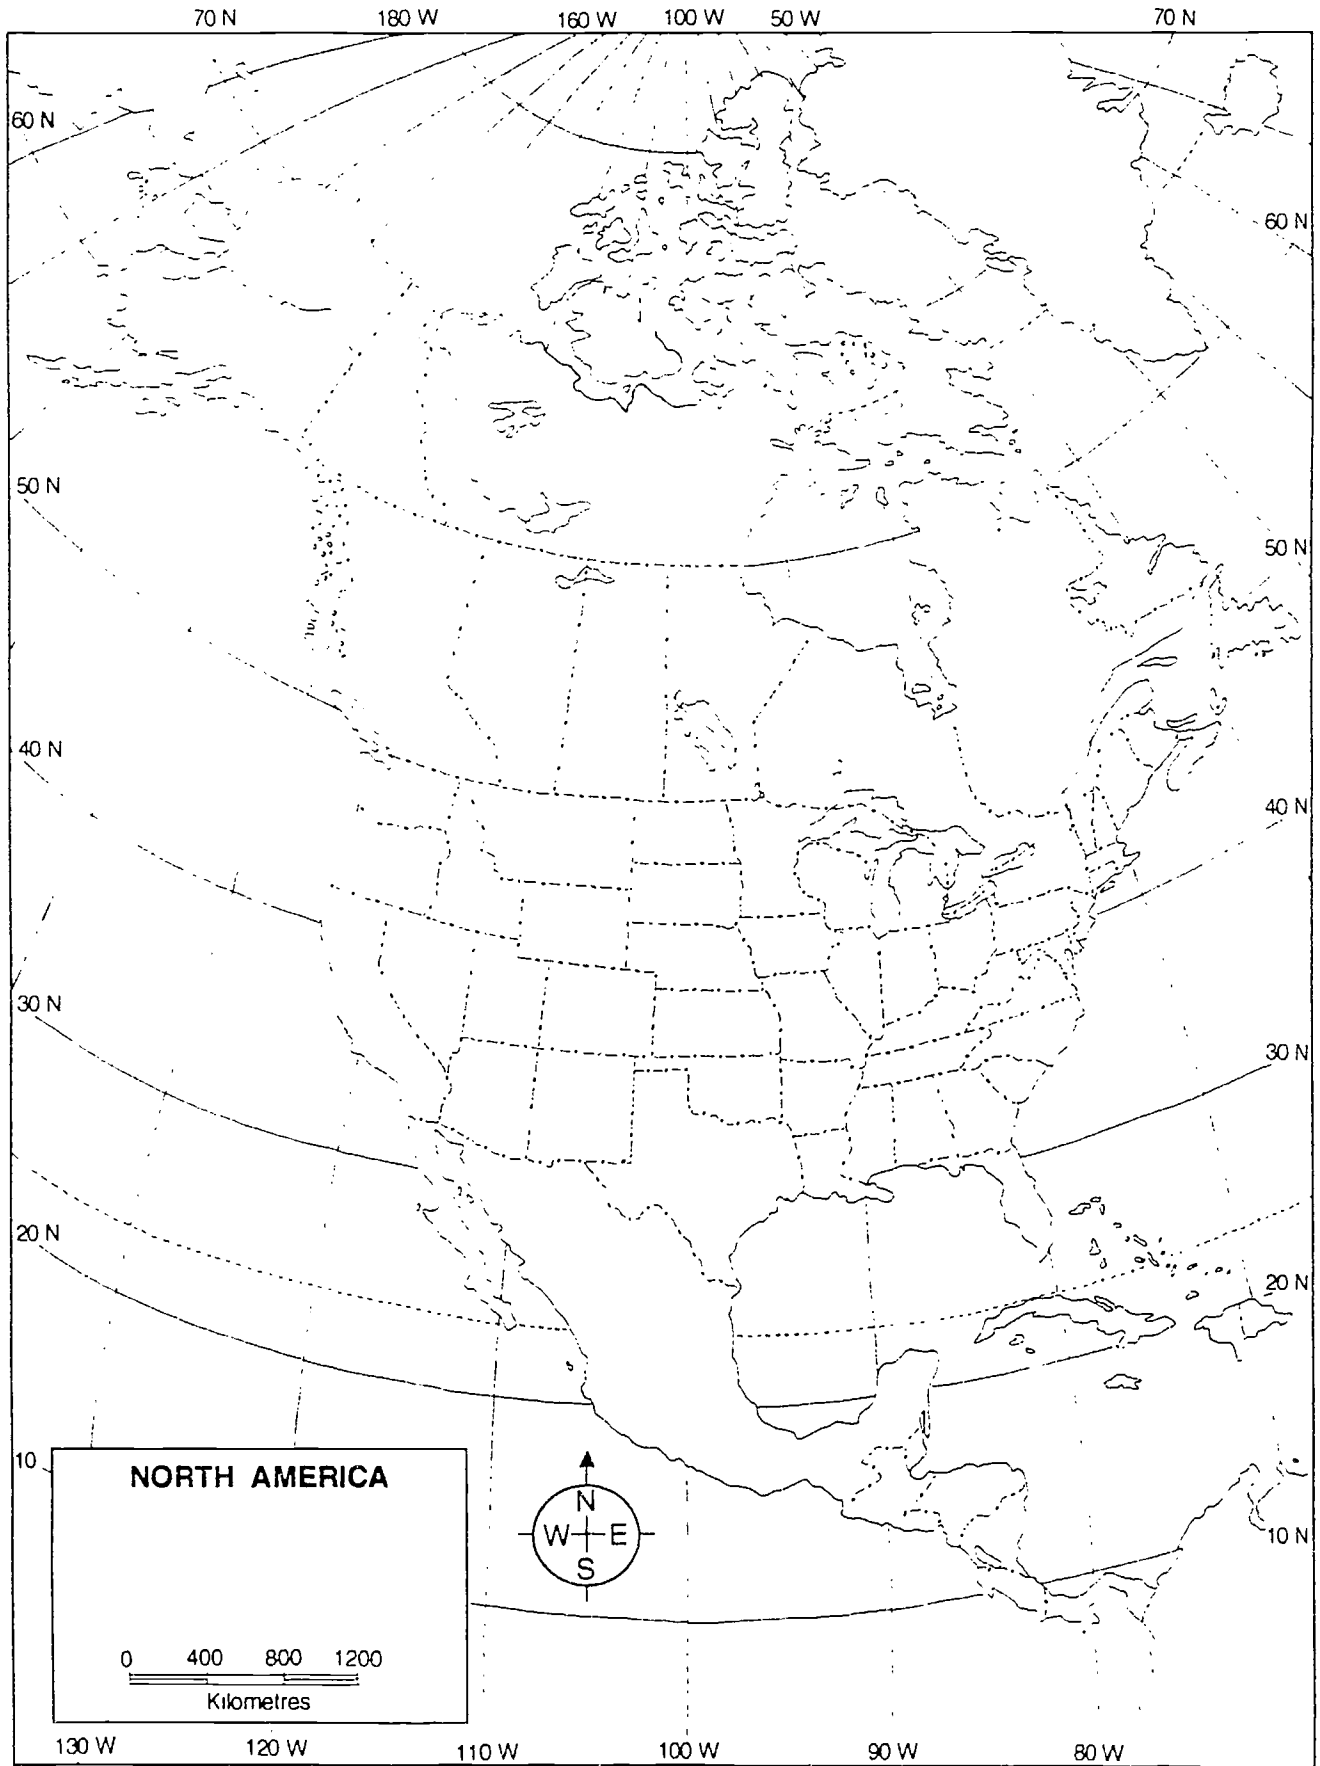 70 N 180 W 160 W 100 W 50 W 70 N
60 N
60 N
50 N
50 N
40 N
40 N
30 N
30 N
20 N
20 N
10
NORTH AMERICA
N
W E
S
10 N
0 400 800 1200
Kilometres
130 W 120 W 110 W 100 W 90 W 80 W